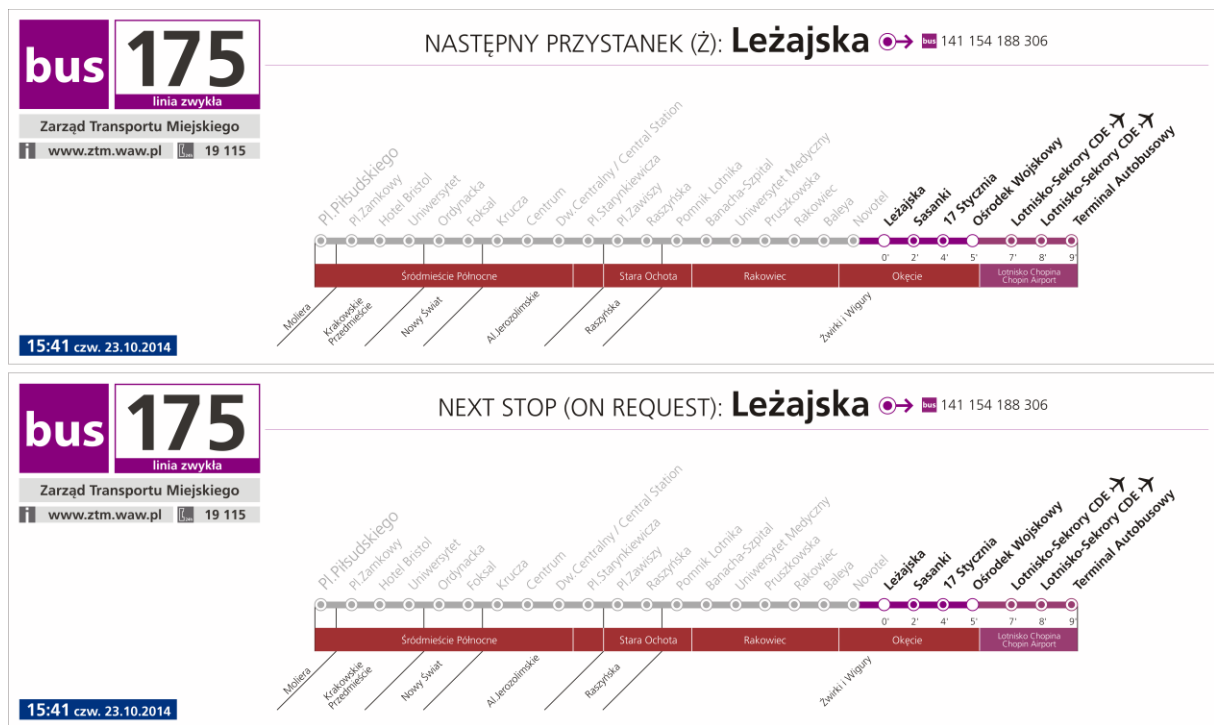 bus 175
linia zwykła
Zarząd Transportu Miejskiego
i www.ztm.waw.pl 19 115
NASTĘPNY PRZYSTANEK (Ż): Leżajska bus 141 154 188 306
Pl.Piłsudskiego
Pl.Zamkowy
Hotel Bristol
Uniwersytet
Ordynacka
Foksal
Krucza
Centrum
Dw.Centralny / Central Station
Pl.Starynkiewicza
Pl.Zawiszy
Raszyńska
Pomnik Lotnika
Banacha-Szpital
Uniwersytet Medyczny
Pruszkowska
Rakowiec
Baleya
Novotel
Leżajska
Sasanki
17 Stycznia
Ośrodek Wojskowy
Lotnisko-Sekrory CDE
Lotnisko-Sekrory CDE
Terminal Autobusowy
0' 2' 4' 5' 7' 8' 9'
Śródmieście Północne
Stara Ochota
Rakowiec
Okęcie
Lotnisko Chopina
Chopin Airport
Moliera
Krakowskie
Przedmieście
Nowy Świat
Al.Jerozolimskie
Raszyńska
Żwirki i Wigury
15:41 czw. 23.10.2014
bus 175
linia zwykła
Zarząd Transportu Miejskiego
i www.ztm.waw.pl 19 115
NEXT STOP (ON REQUEST): Leżajska bus 141 154 188 306
Pl.Piłsudskiego
Pl.Zamkowy
Hotel Bristol
Uniwersytet
Ordynacka
Foksal
Krucza
Centrum
Dw.Centralny / Central Station
Pl.Starynkiewicza
Pl.Zawiszy
Raszyńska
Pomnik Lotnika
Banacha-Szpital
Uniwersytet Medyczny
Pruszkowska
Rakowiec
Baleya
Novotel
Leżajska
Sasanki
17 Stycznia
Ośrodek Wojskowy
Lotnisko-Sekrory CDE
Lotnisko-Sekrory CDE
Terminal Autobusowy
0' 2' 4' 5' 7' 8' 9'
Śródmieście Północne
Stara Ochota
Rakowiec
Okęcie
Lotnisko Chopina
Chopin Airport
Moliera
Krakowskie
Przedmieście
Nowy Świat
Al.Jerozolimskie
Raszyńska
Żwirki i Wigury
15:41 czw. 23.10.2014